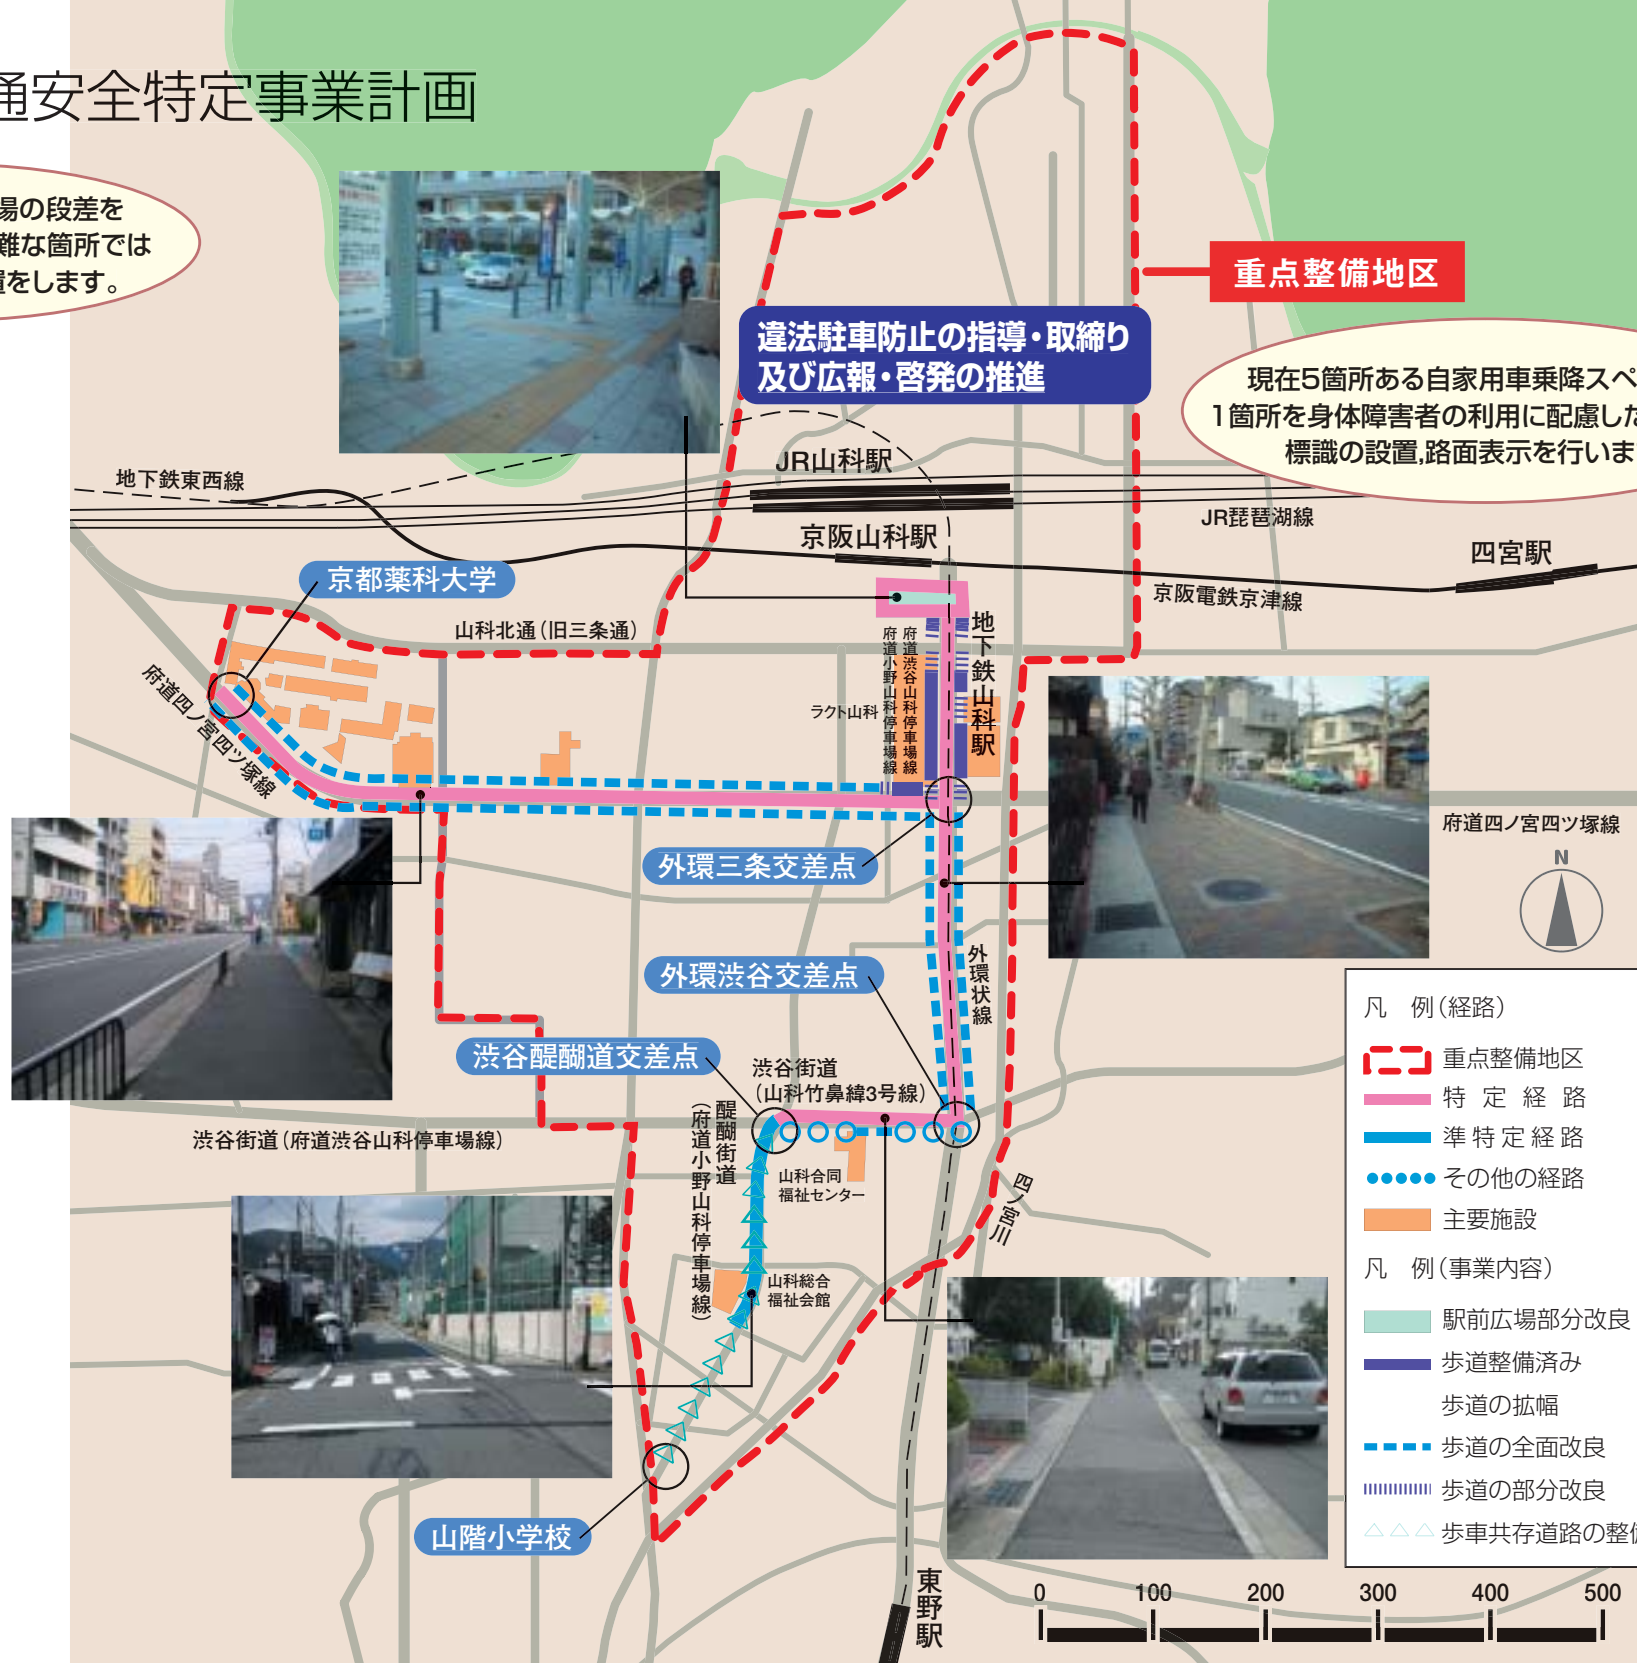 通安全特定事業計画
場の段差を
難な箇所では
置をします。
重点整備地区
違法駐車防止の指導・取締り
及び広報・啓発の推進
現在5箇所ある自家用車乗降スペ
1箇所を身体障害者の利用に配慮した
標識の設置,路面表示を行いま
地下鉄東西線
JR山科駅
JR琵琶湖線
京阪山科駅
四宮駅
京阪電鉄京津線
京都薬科大学
山科北通(旧三条通)
府道四ノ宮四ツ塚線
ラクト山科
府道小野山科停車場線
府道渋谷山科停車場線
地下鉄山科駅
府道四ノ宮四ツ塚線
外環三条交差点
N
外環渋谷交差点
外環状線
渋谷醍醐道交差点
渋谷街道
(山科竹鼻緯3号線)
渋谷街道(府道渋谷山科停車場線)
醍醐街道
(府道小野山科停車場線)
山科合同
福祉センター
四ノ宮川
山科総合
福祉会館
山階小学校
東野駅
凡 例(経路)
重点整備地区
特定経路
準特定経路
その他の経路
主要施設
凡 例(事業内容)
駅前広場部分改良
歩道整備済み
歩道の拡幅
歩道の全面改良
歩道の部分改良
歩車共存道路の整備
0 100 200 300 400 500